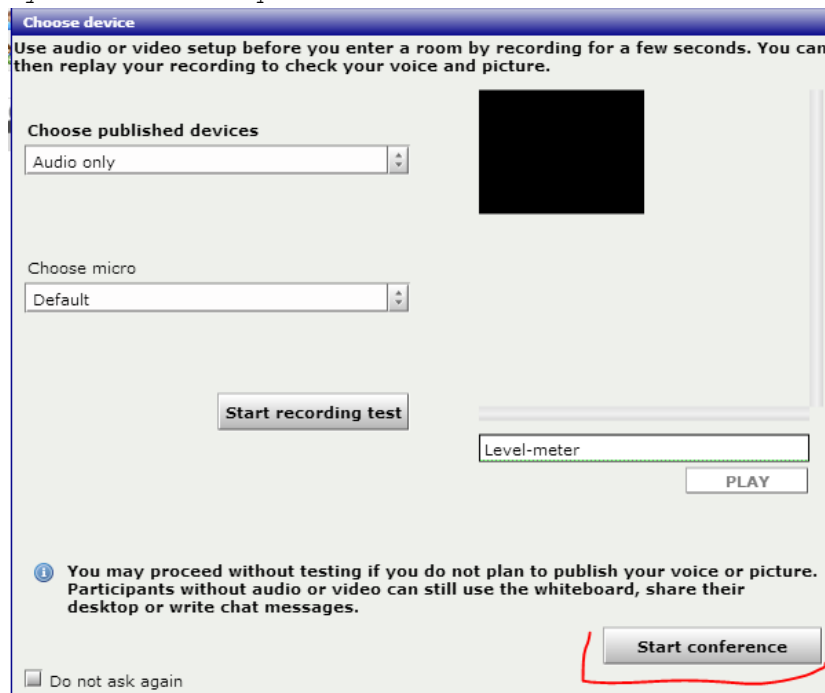 Choose device
Use audio or video setup before you enter a room by recording for a few seconds. You can
then replay your recording to check your voice and picture.
Choose published devices
Audio only
Choose micro
Default
Start recording test
Level-meter
PLAY
You may proceed without testing if you do not plan to publish your voice or picture.
Participants without audio or video can still use the whiteboard, share their
desktop or write chat messages.
Start conference
Do not ask again